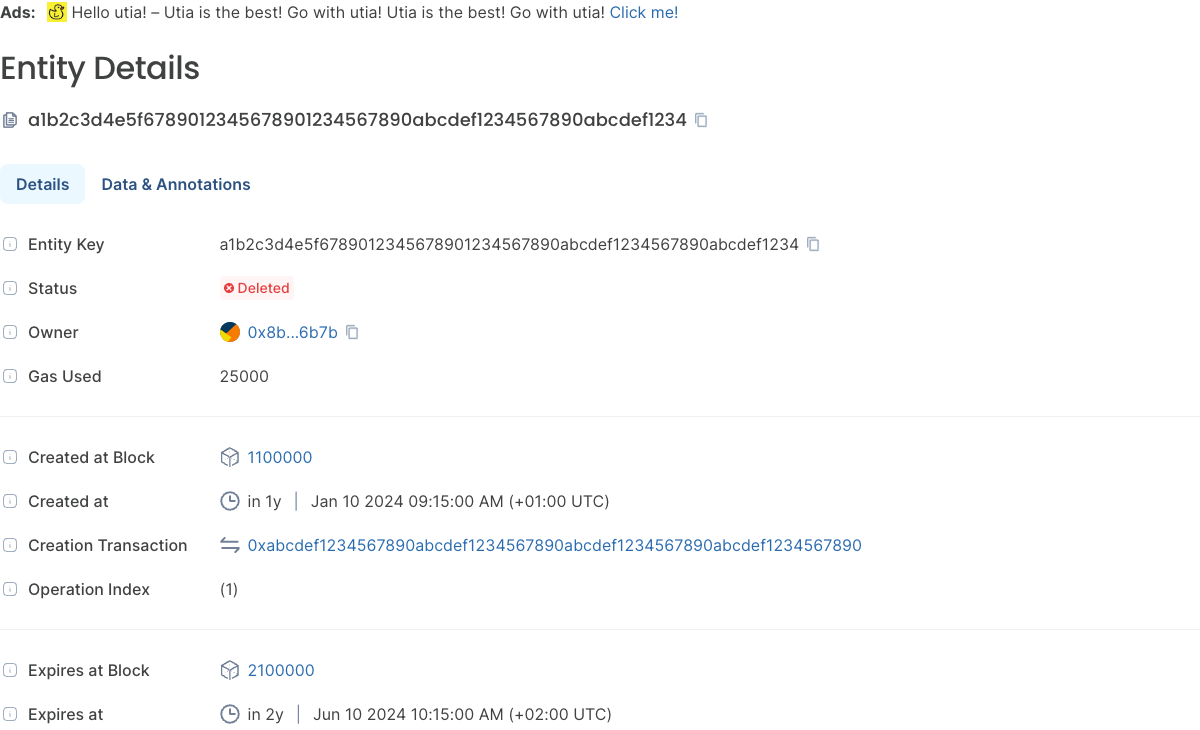 Ads: Hello utia! – Utia is the best! Go with utia! Utia is the best! Go with utia! Click me!
Entity Details
a1b2c3d4e5f6789012345678901234567890abcdef1234567890abcdef1234
Details Data & Annotations
Entity Key a1b2c3d4e5f6789012345678901234567890abcdef1234567890abcdef1234
Status Deleted
Owner 0x8b...6b7b
Gas Used 25000
Created at Block 1100000
Created at in 1y | Jan 10 2024 09:15:00 AM (+01:00 UTC)
Creation Transaction 0xabcdef1234567890abcdef1234567890abcdef1234567890abcdef1234567890
Operation Index (1)
Expires at Block 2100000
Expires at in 2y | Jun 10 2024 10:15:00 AM (+02:00 UTC)